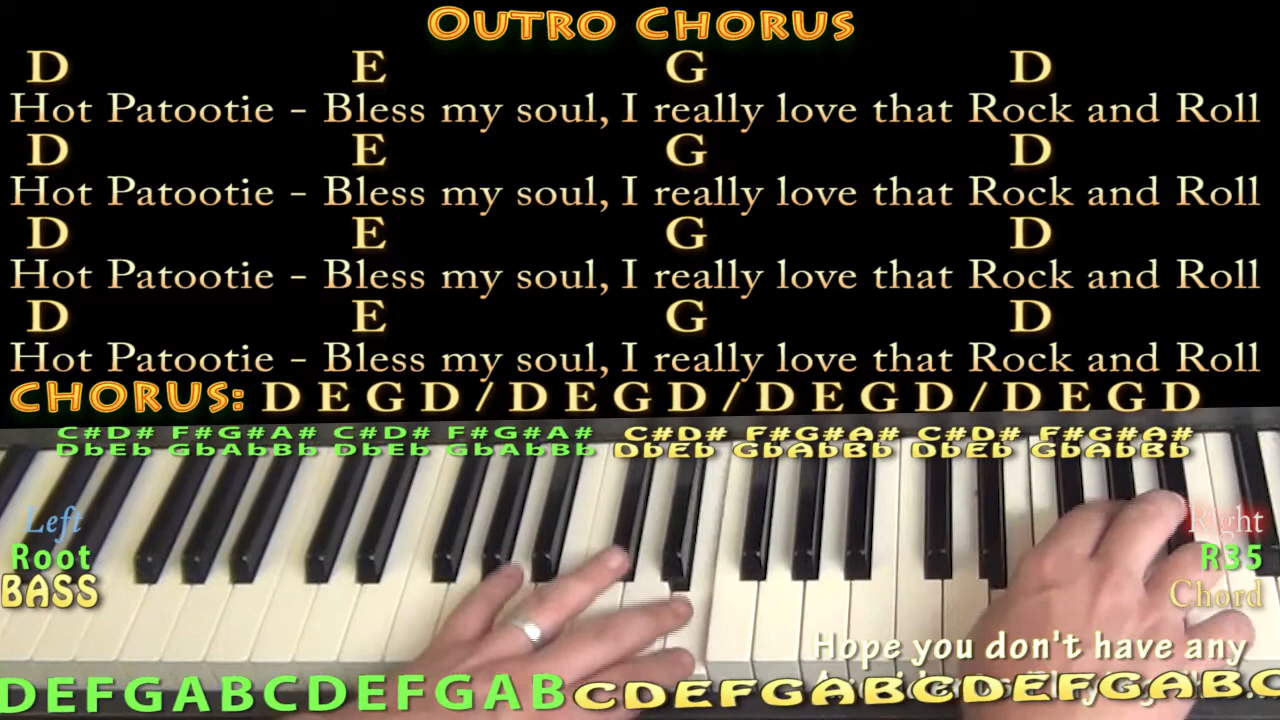 OUTRO CHORUS
D E G D
Hot Patootie - Bless my soul, I really love that Rock and Roll
D E G D
Hot Patootie - Bless my soul, I really love that Rock and Roll
D E G D
Hot Patootie - Bless my soul, I really love that Rock and Roll
D E G D
Hot Patootie - Bless my soul, I really love that Rock and Roll
CHORUS: D E G D / D E G D / D E G D / D E G D
C#D# F#G#A# C#D# F#G#A# C#D# F#G#A# C#D# F#G#A#
DbEb GbAbBb DbEb GbAbBb DbEb GbAbBb DbEb GbAbBb
Left
Root
BASS
Right
R35
Chord
Hope you don't have any
DEFGABCDEFGABCDEFGABCDEFGABC